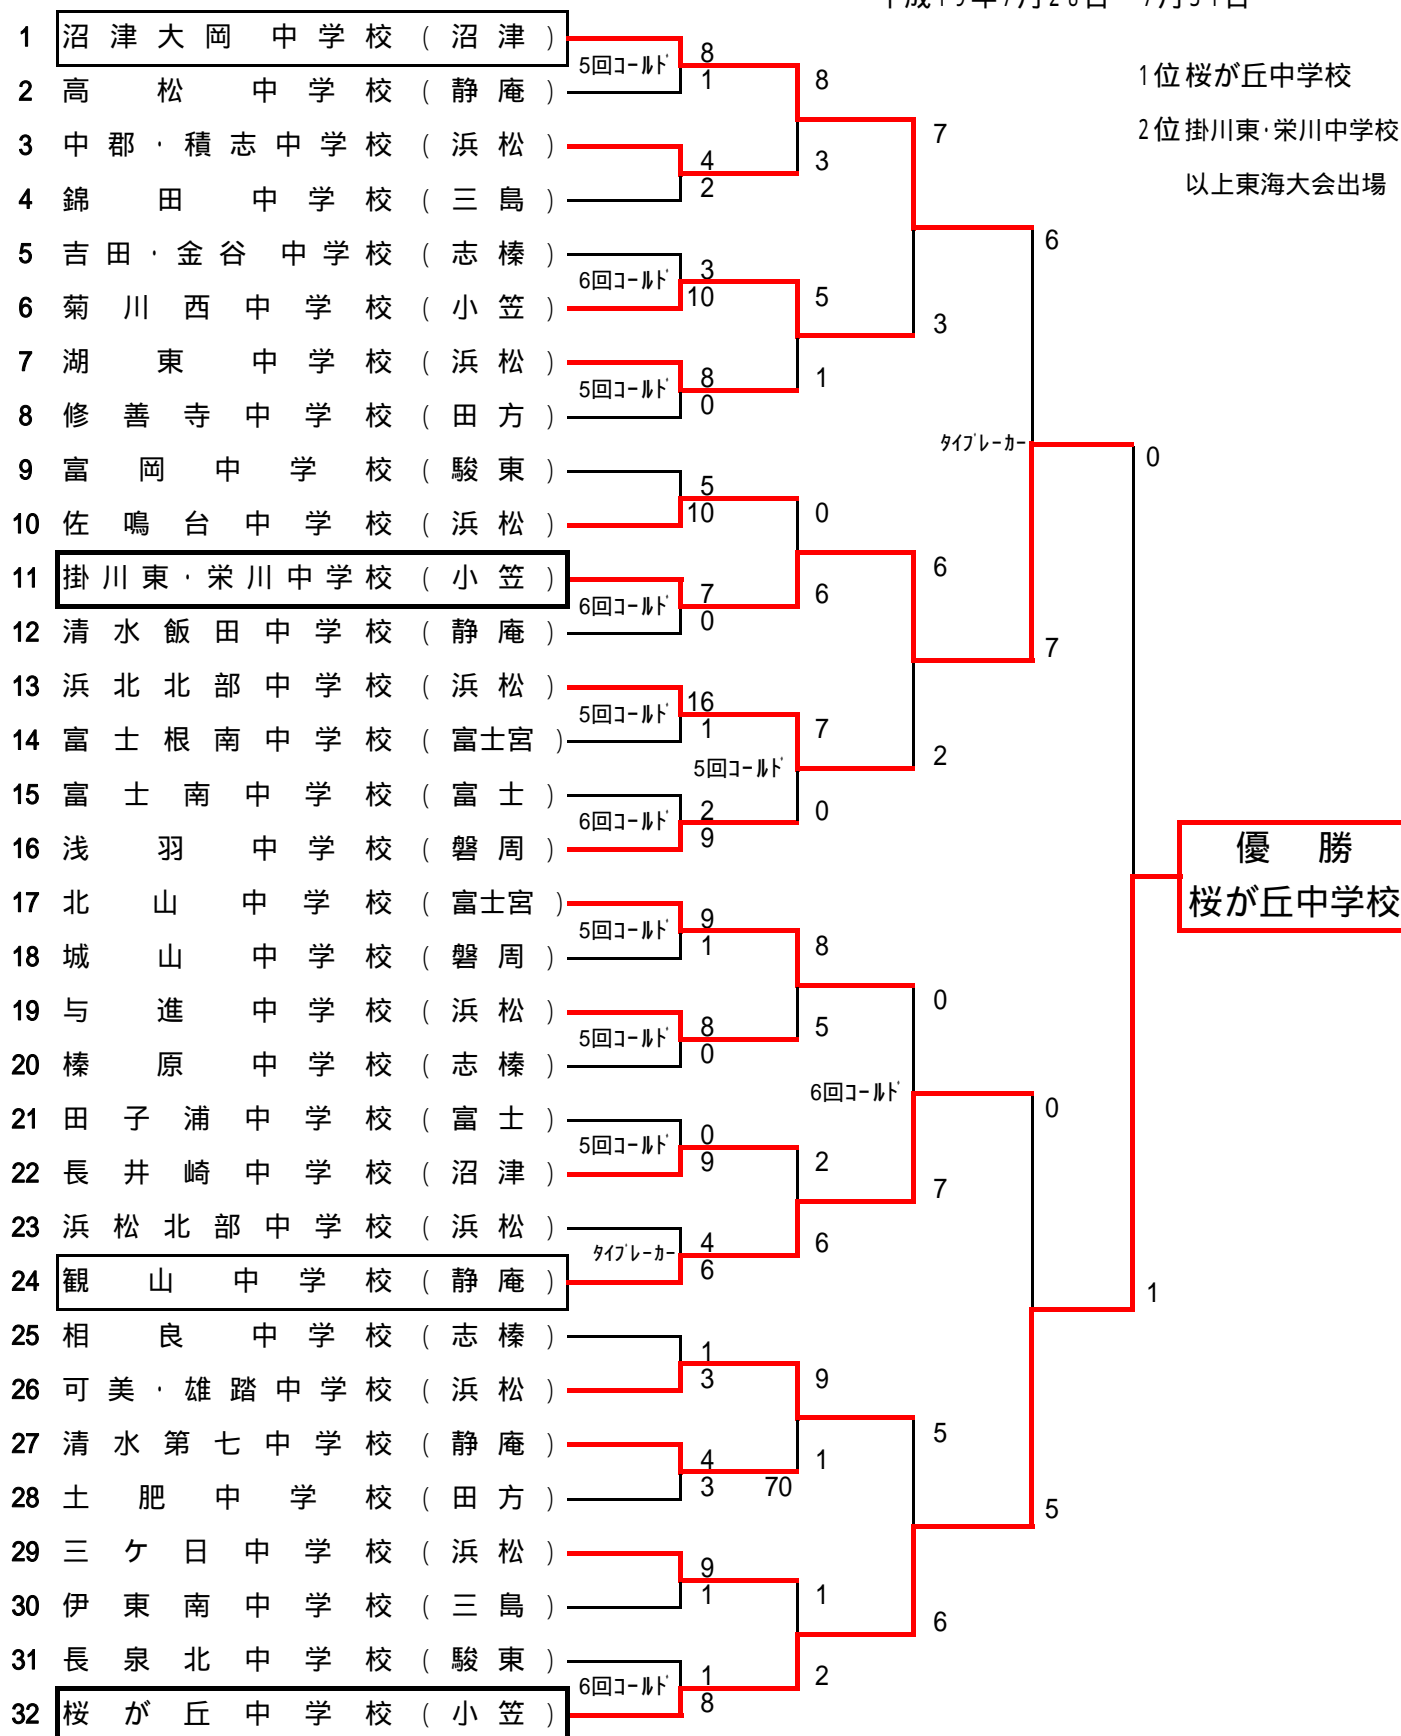 1位 桜が丘中学校
2位 掛川東・栄川中学校
以上東海大会出場
1 沼津大岡 中学校 (沼津)
5回ｺｰﾙﾄﾞ 8
1
2 高松 中学校 (静庵)
8
3
3 中郡・積志中学校 (浜松)
4
2
4 錦田 中学校 (三島)
7
3
5 吉田・金谷 中学校 (志榛)
6回ｺｰﾙﾄﾞ 3
10
6 菊川西中学校 (小笠)
5
1
7 湖東 中学校 (浜松)
5回ｺｰﾙﾄﾞ 8
0
8 修善寺中学校 (田方)
6
7
ﾀｲﾌﾞﾚｰｶｰ
9 富岡中学校 (駿東)
5
10
10 佐鳴台中学校 (浜松)
0
6
11 掛川東・栄川中学校 (小笠)
6回ｺｰﾙﾄﾞ 7
0
12 清水飯田中学校 (静庵)
6
2
13 浜北北部中学校 (浜松)
5回ｺｰﾙﾄﾞ 16
1
14 富士根南中学校 (富士宮)
7
5回ｺｰﾙﾄﾞ
0
15 富士南中学校 (富士)
6回ｺｰﾙﾄﾞ 2
9
16 浅羽 中学校 (磐周)
0
1
優 勝
桜が丘中学校
17 北山中学校 (富士宮)
5回ｺｰﾙﾄﾞ 9
1
18 城山 中学校 (磐周)
8
5
19 与進 中学校 (浜松)
5回ｺｰﾙﾄﾞ 8
0
20 榛原 中学校 (志榛)
0
6回ｺｰﾙﾄﾞ
7
21 田子浦中学校 (富士)
5回ｺｰﾙﾄﾞ 0
9
22 長井崎中学校 (沼津)
2
6
23 浜松北部中学校 (浜松)
ﾀｲﾌﾞﾚｰｶｰ 4
6
24 観山中学校 (静庵)
0
5
25 相良 中学校 (志榛)
1
3
26 可美・雄踏中学校 (浜松)
9
1
27 清水第七中学校 (静庵)
4
3
70
28 土肥中学校 (田方)
5
6
29 三ケ日中学校 (浜松)
9
1
30 伊東南中学校 (三島)
1
2
31 長泉北中学校 (駿東)
6回ｺｰﾙﾄﾞ 1
8
32 桜が丘中学校 (小笠)